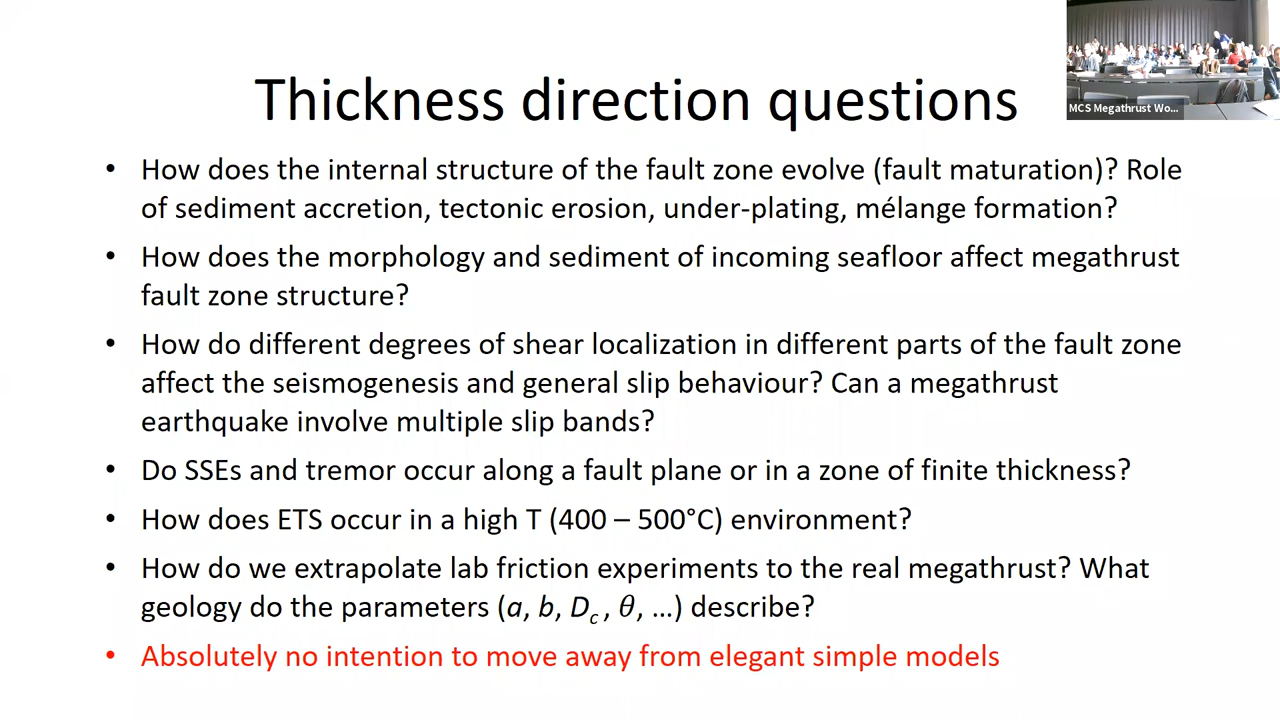 MCS Megathrust Wo...
Thickness direction questions
• How does the internal structure of the fault zone evolve (fault maturation)? Role
of sediment accretion, tectonic erosion, under-plating, mélange formation?
• How does the morphology and sediment of incoming seafloor affect megathrust
fault zone structure?
• How do different degrees of shear localization in different parts of the fault zone
affect the seismogenesis and general slip behaviour? Can a megathrust
earthquake involve multiple slip bands?
• Do SSEs and tremor occur along a fault plane or in a zone of finite thickness?
• How does ETS occur in a high T (400 – 500°C) environment?
• How do we extrapolate lab friction experiments to the real megathrust? What
geology do the parameters (a, b, Dc , θ, …) describe?
• Absolutely no intention to move away from elegant simple models